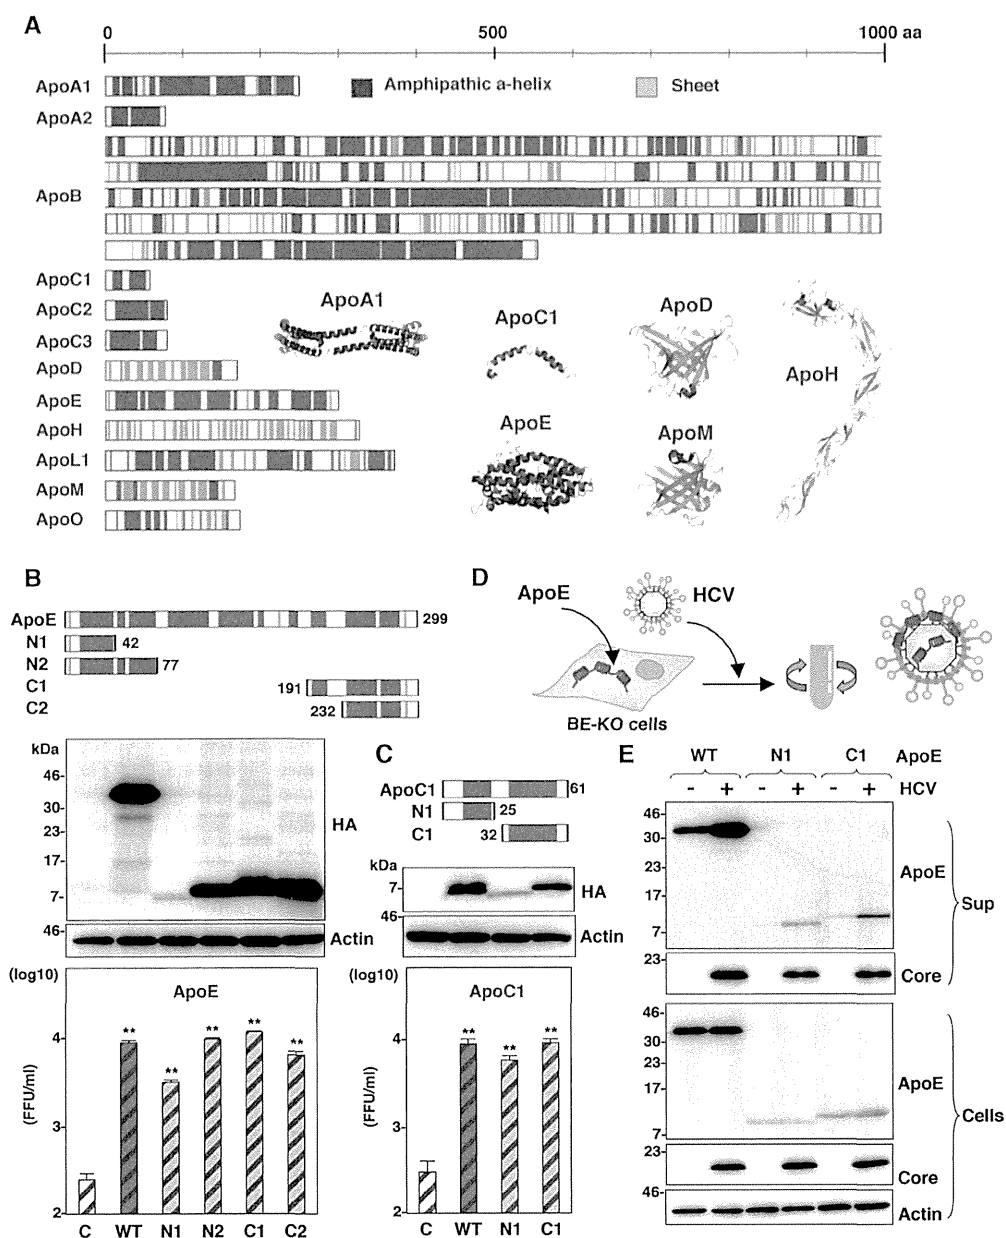 A
0 500 1000 aa
Amphipathic a-helix Sheet
ApoA1
ApoA2
ApoB
ApoC1
ApoC2
ApoC3
ApoD
ApoE
ApoH
ApoL1
ApoM
ApoO
ApoA1
ApoC1
ApoD
ApoH
ApoE
ApoM
B
ApoE 299
N1 42
N2 77
C1 191
C2 232
kDa
46-
30-
23-
17-
7-
HA
46-
Actin
(log10)
ApoE
(FFU/ml)
4
3
2
** ** ** ** **
C WT N1 N2 C1 C2
C
ApoC1 61
N1 25
C1 32
kDa
7-
HA
46-
Actin
(log10)
ApoC1
(FFU/ml)
4
3
2
** ** **
C WT N1 C1
D
ApoE
HCV
BE-KO cells
E
WT N1 C1 ApoE
- + - + - + HCV
46-
30-
23-
17-
7-
ApoE
23-
Core
Sup
46-
30-
23-
17-
7-
ApoE
23-
Core
46-
Actin
Cells